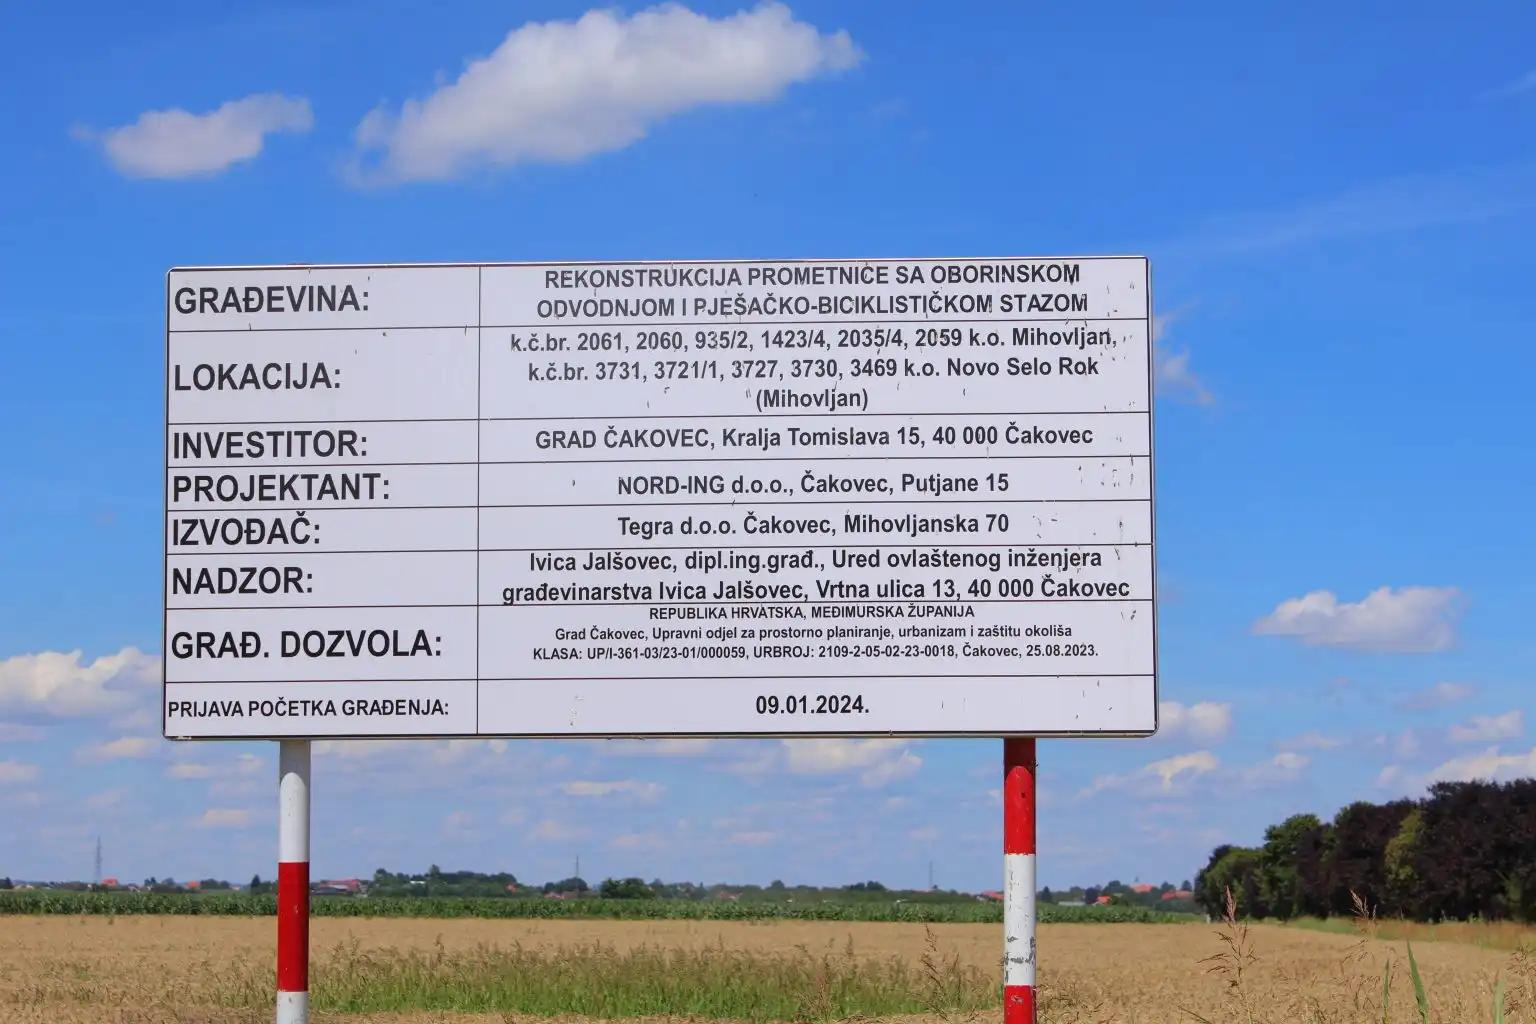 GRAĐEVINA:
REKONSTRUKCIJA PROMETNICE SA OBORINSKOM
ODVODNJOM I PJEŠAČKO-BICIKLISTIČKOM STAZOM
LOKACIJA:
k.č.br. 2061, 2060, 935/2, 1423/4, 2035/4, 2059 k.o. Mihovljan,
k.č.br. 3731, 3721/1, 3727, 3730, 3469 k.o. Novo Selo Rok
(Mihovljan)
INVESTITOR:
GRAD ČAKOVEC, Kralja Tomislava 15, 40 000 Čakovec
PROJEKTANT:
NORD-ING d.o.o., Čakovec, Putjane 15
IZVOĐAČ:
Tegra d.o.o. Čakovec, Mihovljanska 70
NADZOR:
Ivica Jalšovec, dipl.ing.građ., Ured ovlaštenog inženjera
građevinarstva Ivica Jalšovec, Vrtna ulica 13, 40 000 Čakovec
GRAĐ. DOZVOLA:
REPUBLIKA HRVATSKA, MEĐIMURSKA ŽUPANIJA
Grad Čakovec, Upravni odjel za prostorno planiranje, urbanizam i zaštitu okoliša
KLASA: UP/I-361-03/23-01/000059, URBROJ: 2109-2-05-02-23-0018, Čakovec, 25.08.2023.
PRIJAVA POČETKA GRAĐENJA:
09.01.2024.